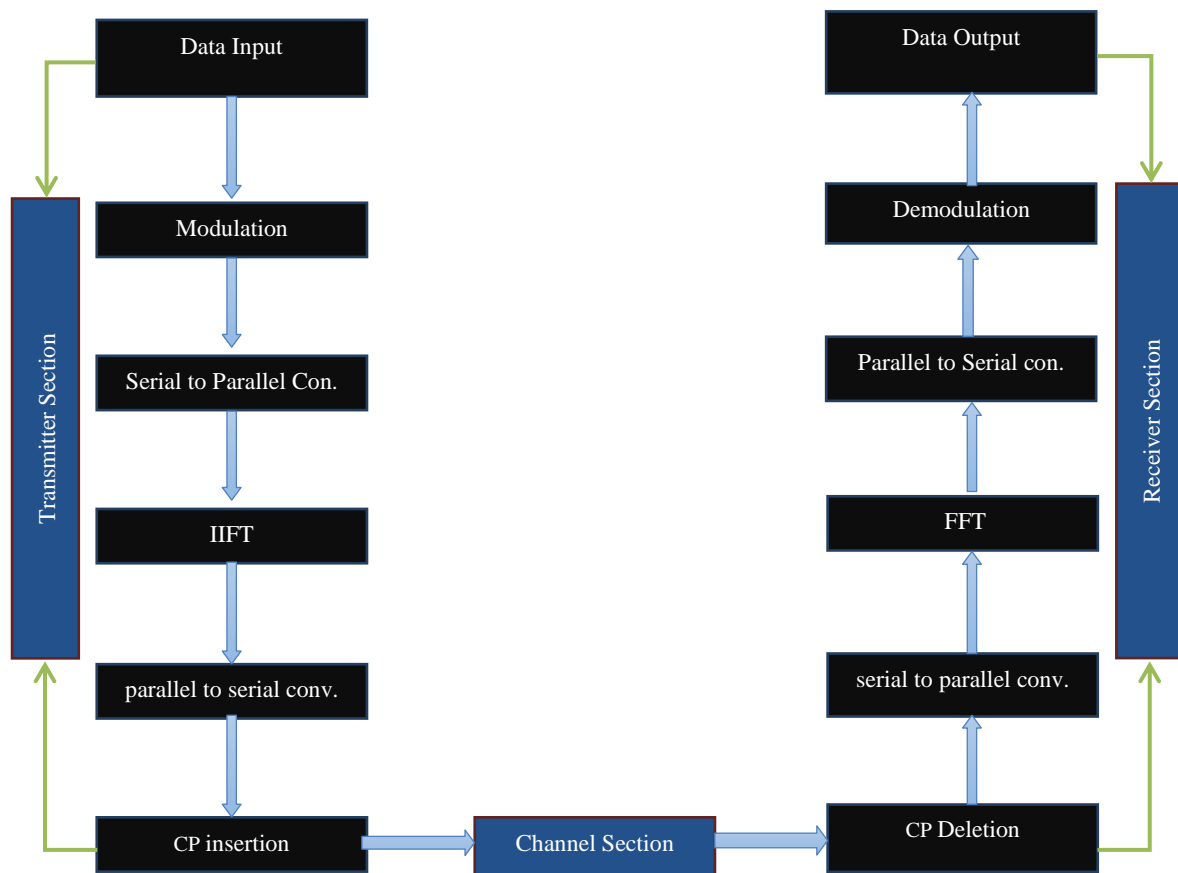 Data Input
Modulation
Serial to Parallel Con.
IIFT
parallel to serial conv.
CP insertion
Transmitter Section
Channel Section
Data Output
Demodulation
Parallel to Serial con.
FFT
serial to parallel conv.
CP Deletion
Receiver Section